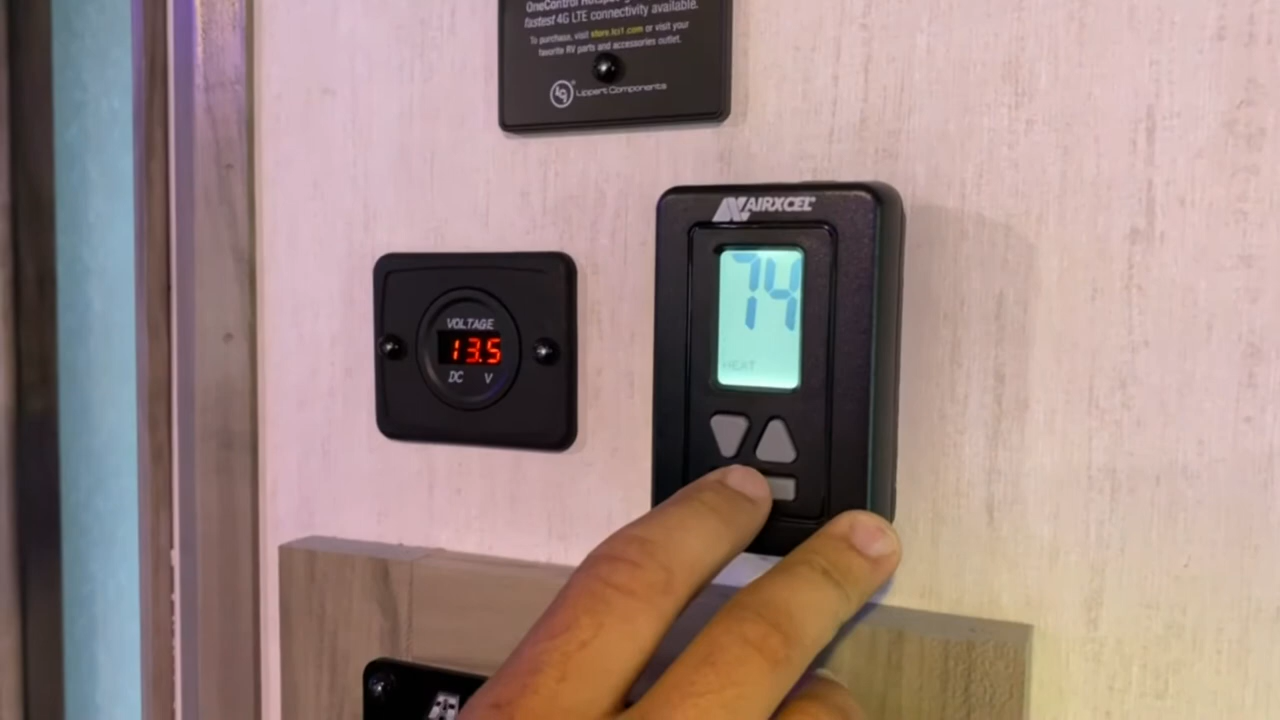 OneControl Hotspot
fastest 4G LTE connectivity available.
To purchase, visit store.lci1.com or visit your
favorite RV parts and accessories outlet.
LCI® Lippert Components
AIRXCEL®
74
HEAT
VOLTAGE
13.5
DC V